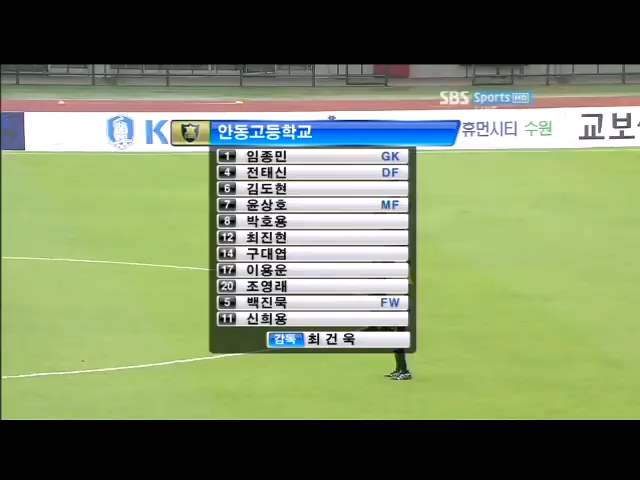 SBS Sports HD
K
휴먼시티 수원
교보
高 안동고등학교
1 임종민 GK
4 전태신 DF
6 김도현
7 윤상호 MF
8 박호용
12 최진현
14 구대엽
17 이용운
20 조영래
5 백진묵 FW
11 신희용
감독 최건욱